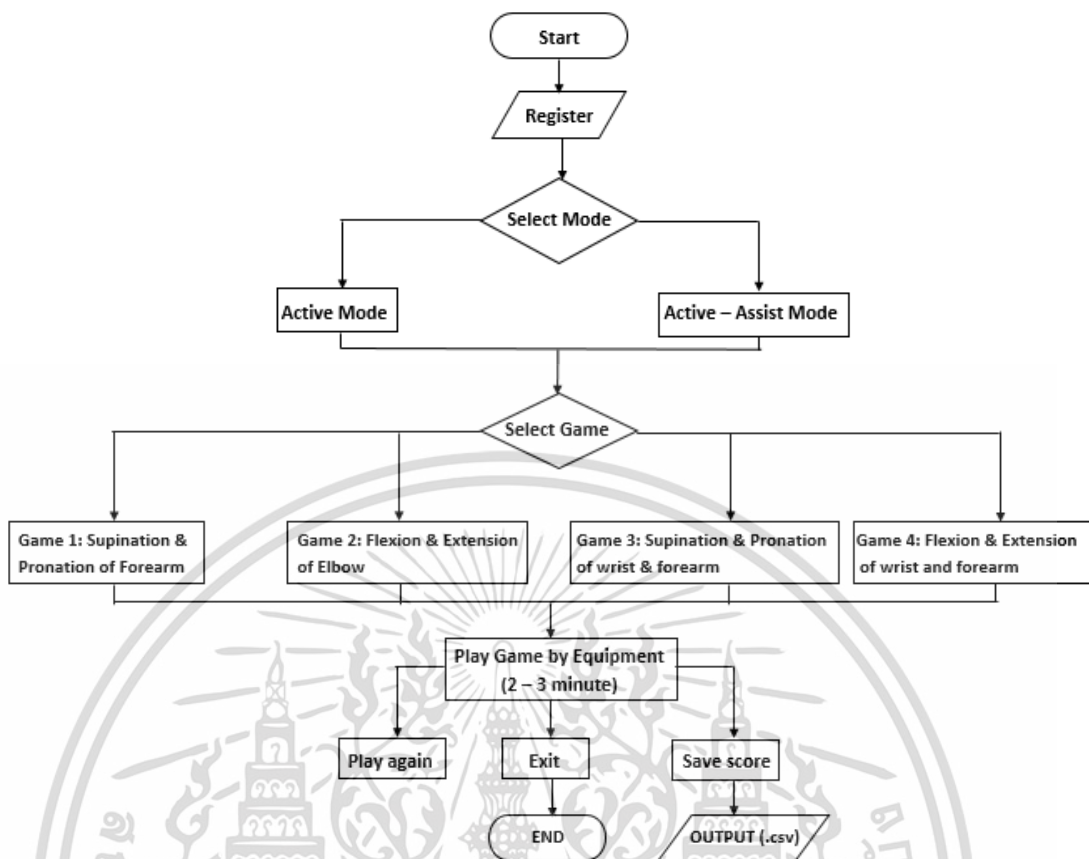 Start
Register
Select Mode
Active Mode
Active – Assist Mode
Select Game
Game 1: Supination &
Pronation of Forearm
Game 2: Flexion & Extension
of Elbow
Game 3: Supination & Pronation
of wrist & forearm
Game 4: Flexion & Extension
of wrist and forearm
Play Game by Equipment
(2 – 3 minute)
Play again
Exit
Save score
END
OUTPUT (.csv)